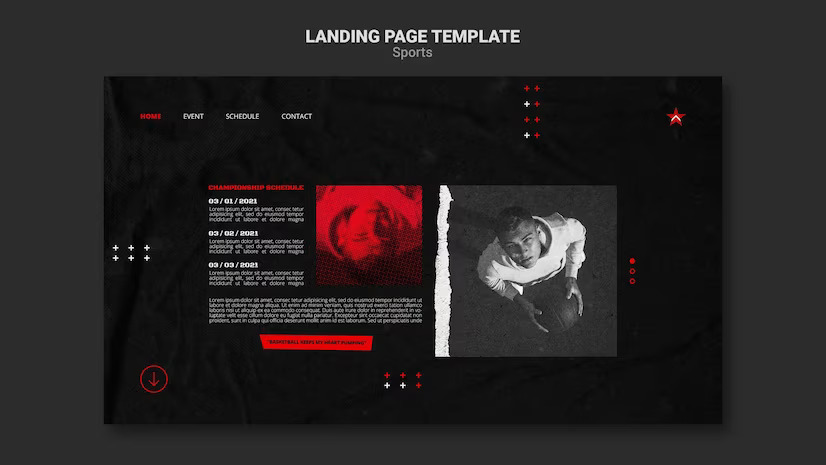 LANDING PAGE TEMPLATE
Sports
HOME EVENT SCHEDULE CONTACT
CHAMPIONSHIP SCHEDULE
03 / 01 / 2021
Lorem ipsum dolor sit amet, consec tetur
adipiscing elit, sed do eiusmod tempor
incidunt ut labore et dolore magna
03 / 02 / 2021
Lorem ipsum dolor sit amet, consec tetur
adipiscing elit, sed do eiusmod tempor
incididunt ut labore et dolore magna
03 / 03 / 2021
Lorem ipsum dolor sit amet, consec tetur
adipiscing elit, sed do eiusmod tempor
incididunt ut labore et dolore magna
Lorem ipsum dolor sit amet, consectetur adipiscing elit, sed do eiusmod tempor incididunt
ut labore et dolore magna aliqua. Ut enim ad minim veniam, quis nostrud exerci tation
ullamco laboris nisi ut aliquip ex ea commodo consequat. Duis aute irure dolor in reprehenderit in vo-
luptate velit esse cillum dolore eu fugiat nulla pariatur. Excepteur sint occaecat cupidatat non
proident, sunt in culpa qui officia deserunt mollit anim id est laborum. Sed ut perspiciatis unde
"BASKETBALL KEEPS MY HEART PUMPING"